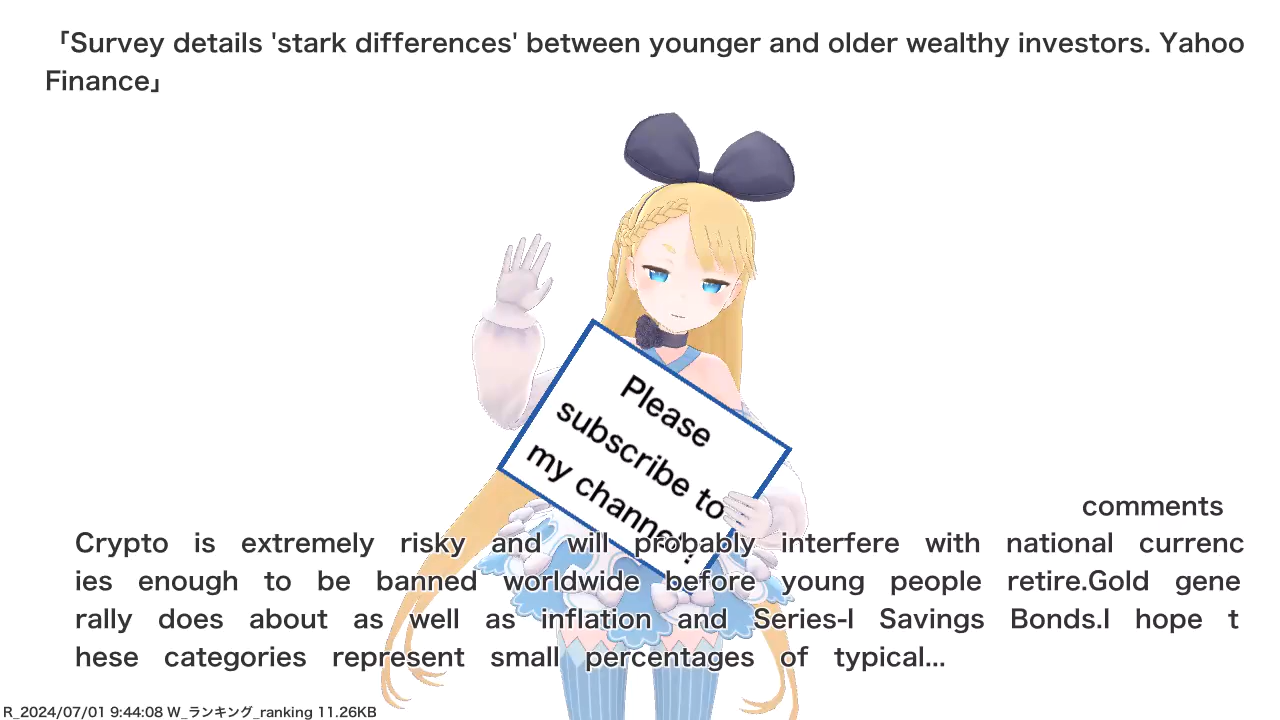 「Survey details 'stark differences' between younger and older wealthy investors. Yahoo
Finance」
Please
subscribe to
my channel!
comments
Crypto is extremely risky and will probably interfere with national currenc
ies enough to be banned worldwide before young people retire.Gold gene
rally does about as well as inflation and Series-I Savings Bonds.I hope t
hese categories represent small percentages of typical...
R_2024/07/01 9:44:08 W_ランキング_ranking 11.26KB